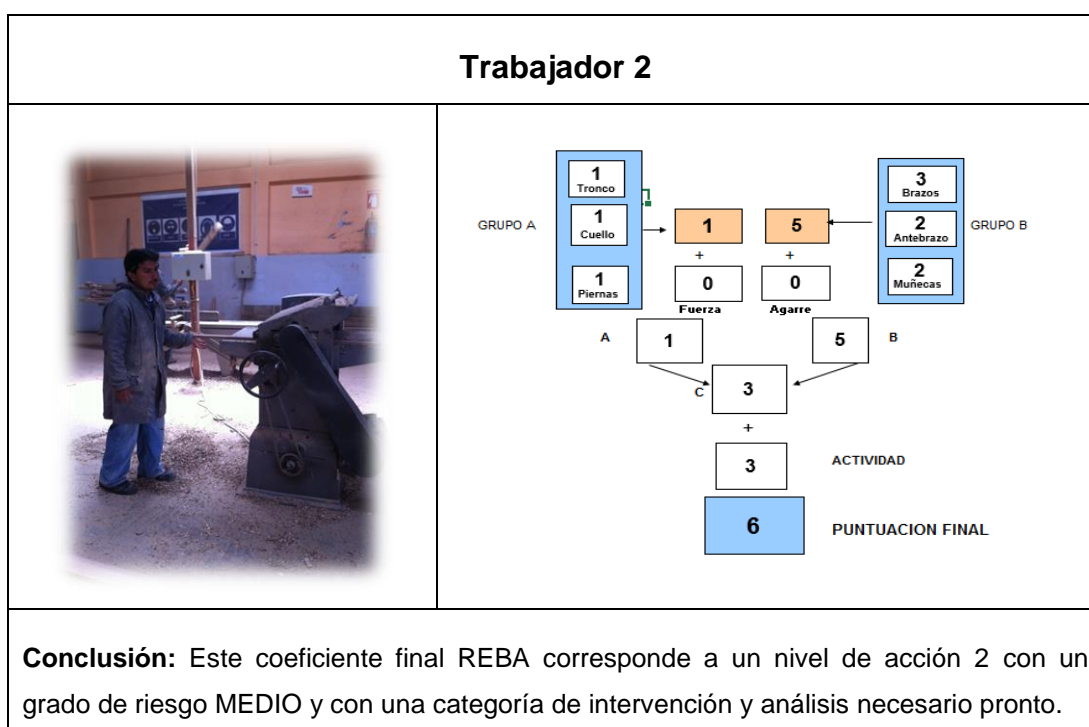 Trabajador 2
1
Tronco
1
Cuello
1
Piernas
GRUPO A
1
+
0
Fuerza
5
+
0
Agarre
3
Brazos
2
Antebrazo
2
Muñecas
GRUPO B
A
1
5
B
C
3
+
3
ACTIVIDAD
6
PUNTUACION FINAL
Conclusión: Este coeficiente final REBA corresponde a un nivel de acción 2 con un
grado de riesgo MEDIO y con una categoría de intervención y análisis necesario pronto.